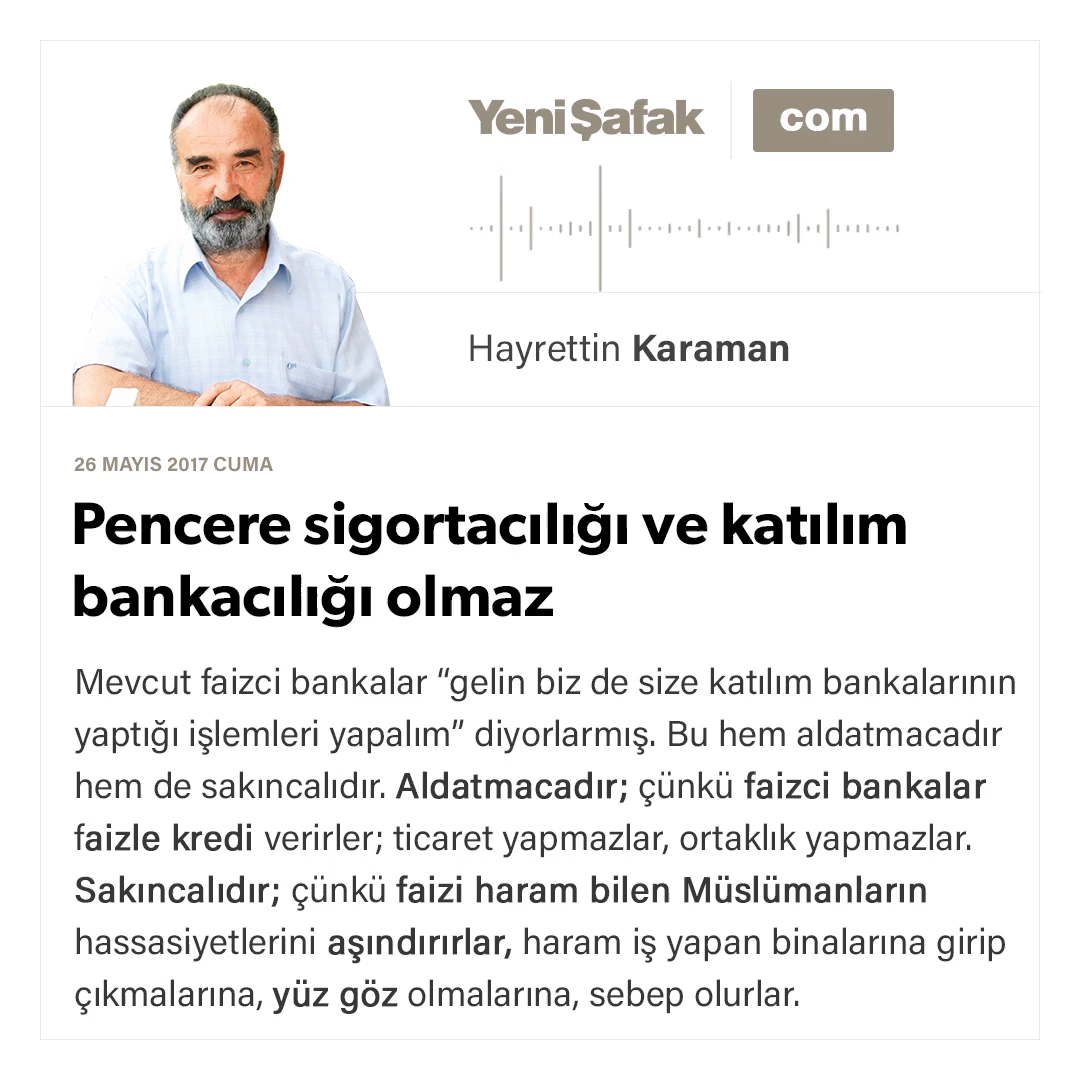 YeniŞafak com
Hayrettin Karaman
26 MAYIS 2017 CUMA
Pencere sigortacılığı ve katılım
bankacılığı olmaz
Mevcut faizci bankalar “gelin biz de size katılım bankalarının
yaptığı işlemleri yapalım” diyorlarmış. Bu hem aldatmacadır
hem de sakıncalıdır. Aldatmacadır; çünkü faizci bankalar
faizle kredi verirler; ticaret yapmazlar, ortaklık yapmazlar.
Sakıncalıdır; çünkü faizi haram bilen Müslümanların
hassasiyetlerini aşındırırlar, haram iş yapan binalarına girip
çıkmalarına, yüz göz olmalarına, sebep olurlar.